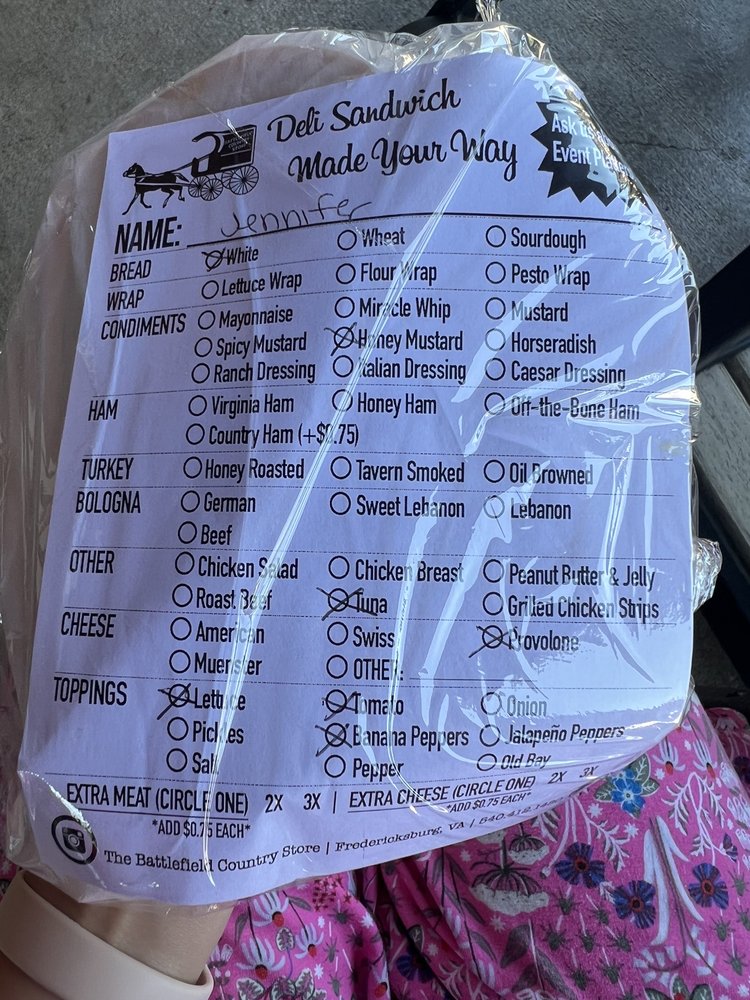 Deli Sandwich
Made Your Way
Ask us
Event
NAME: Jennifer
BREAD White Wheat Sourdough
WRAP Lettuce Wrap Flour Wrap Pesto Wrap
CONDIMENTS Mayonnaise Miracle Whip Mustard
Spicy Mustard Honey Mustard Horseradish
Ranch Dressing Italian Dressing Caesar Dressing
HAM Virginia Ham Honey Ham Off-the-Bone Ham
Country Ham (+$0.75)
TURKEY Honey Roasted Tavern Smoked Oil Browned
BOLOGNA German Sweet Lebanon Lebanon
Beef
OTHER Chicken Salad Chicken Breast Peanut Butter & Jelly
Roast Beef Tuna Grilled Chicken Strips
CHEESE American Swiss Provolone
Muenster OTHER:
TOPPINGS Lettuce Tomato Onion
Pickles Banana Peppers Jalapeño Peppers
Salt Pepper Old Bay
EXTRA MEAT (CIRCLE ONE) 2X 3X | EXTRA CHEESE (CIRCLE ONE) 2X 3X
*ADD $0.75 EACH* *ADD $0.75 EACH*
The Battlefield Country Store | Fredericksburg, VA |